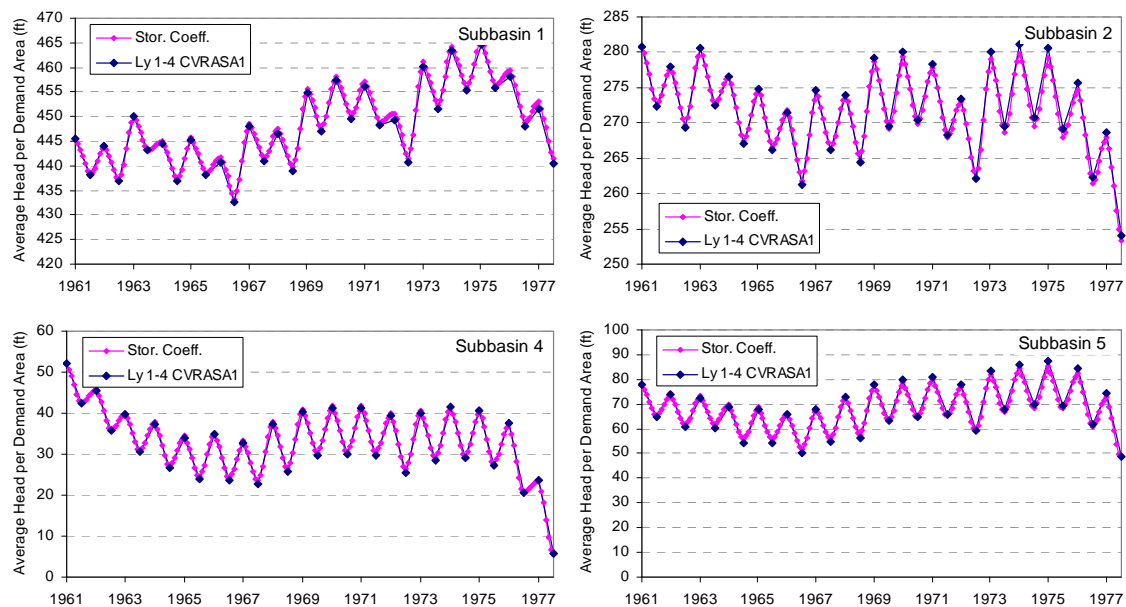 Average Head per Demand Area (ft)
470
465
460
455
450
445
440
435
430
425
420
Stor. Coeff.
Ly 1-4 CVRASA1
Subbasin 1
1961 1963 1965 1967 1969 1971 1973 1975 1977
Average Head per Demand Area (ft)
285
280
275
270
265
260
255
250
Subbasin 2
Stor. Coeff.
Ly 1-4 CVRASA1
1961 1963 1965 1967 1969 1971 1973 1975 1977
Average Head per Demand Area (ft)
60
50
40
30
20
10
0
Stor. Coeff.
Ly 1-4 CVRASA1
Subbasin 4
1961 1963 1965 1967 1969 1971 1973 1975 1977
Average Head per Demand Area (ft)
100
90
80
70
60
50
40
30
20
10
0
Stor. Coeff.
Ly 1-4 CVRASA1
Subbasin 5
1961 1963 1965 1967 1969 1971 1973 1975 1977